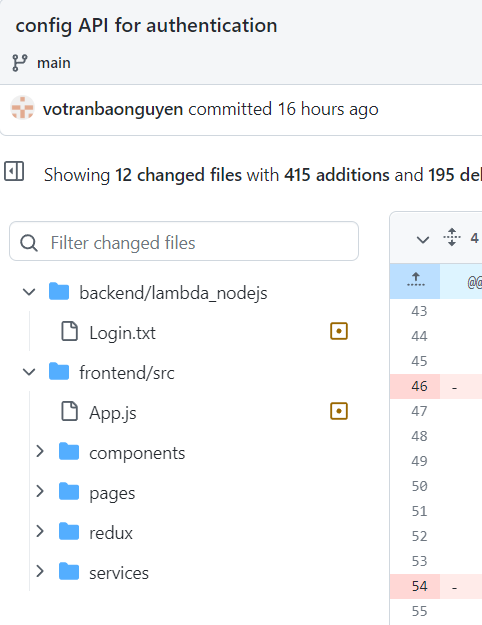 config API for authentication
main
votranbaonguyen committed 16 hours ago
Showing 12 changed files with 415 additions and 195 del
Filter changed files
4
@@
backend/lambda_nodejs
Login.txt
frontend/src
App.js
components
pages
redux
services
43
44
45
46 -
47
48
49
50
51
52
53
54 -
55